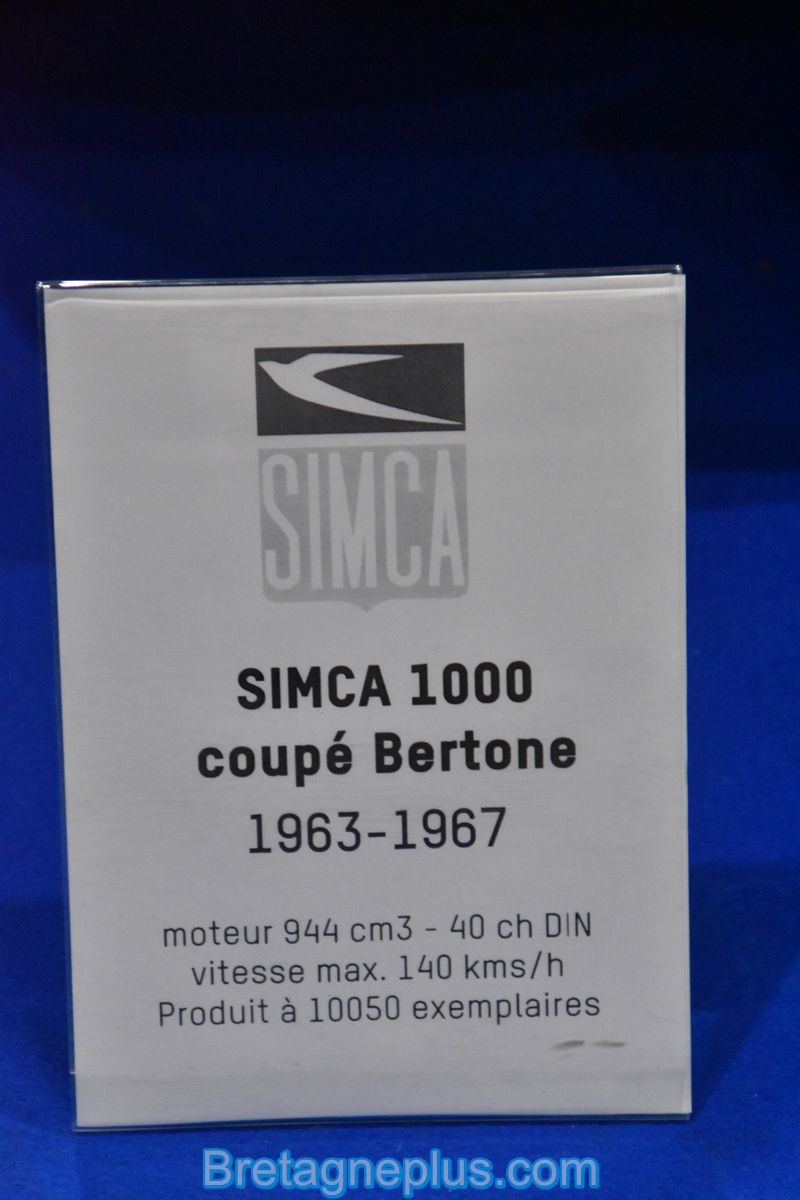 SIMCA
SIMCA 1000
coupé Bertone
1963-1967
moteur 944 cm3 - 40 ch DIN
vitesse max. 140 kms/h
Produit à 10050 exemplaires
Bretagneplus.com